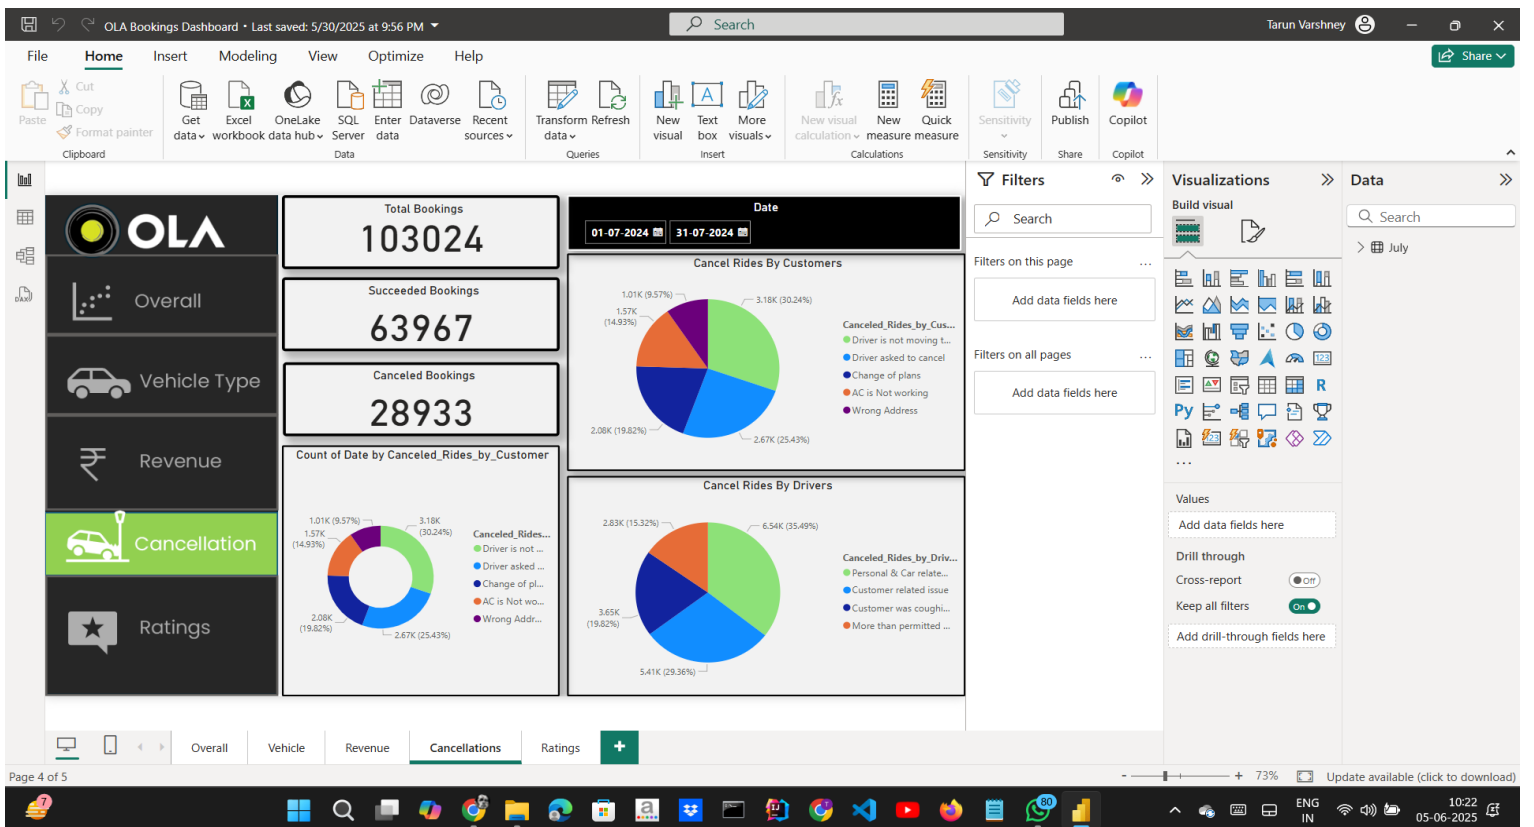 OLA Bookings Dashboard • Last saved: 5/30/2025 at 9:56 PM
Search
Tarun Varshney
File Home Insert Modeling View Optimize Help
Share
Paste
Cut
Copy
Format painter
Clipboard
Get data
Excel workbook
OneLake data hub
SQL Server
Enter data
Dataverse
Recent sources
Data
Transform data
Refresh
Queries
New visual
Text box
More visuals
Insert
New visual calculation
New measure
Quick measure
Calculations
Sensitivity
Sensitivity
Publish
Share
Copilot
Copilot
OLA
Overall
Vehicle Type
Revenue
Cancellation
Ratings
Total Bookings
103024
Succeeded Bookings
63967
Canceled Bookings
28933
Count of Date by Canceled_Rides_by_Customer
1.01K (9.57%)
1.57K
(14.93%)
2.08K
(19.82%)
3.18K
(30.24%)
2.67K (25.43%)
Canceled_Rides...
Driver is not ...
Driver asked ...
Change of pl...
AC is Not wo...
Wrong Addr...
Date
01-07-2024 31-07-2024
Cancel Rides By Customers
1.01K (9.57%)
1.57K
(14.93%)
2.08K (19.82%)
3.18K (30.24%)
2.67K (25.43%)
Canceled_Rides_by_Cus...
Driver is not moving t...
Driver asked to cancel
Change of plans
AC is Not working
Wrong Address
Cancel Rides By Drivers
2.83K (15.32%)
3.65K
(19.82%)
6.54K (35.49%)
5.41K (29.36%)
Canceled_Rides_by_Driv...
Personal & Car relate...
Customer related issue
Customer was coughi...
More than permitted ...
Filters
Search
Filters on this page ...
Add data fields here
Filters on all pages ...
Add data fields here
Visualizations
Build visual
123
R
Py
123
...
Values
Add data fields here
Drill through
Cross-report Off
Keep all filters On
Add drill-through fields here
Data
Search
July
DAX
Overall Vehicle Revenue Cancellations Ratings +
Page 4 of 5
- + 73%
Update available (click to download)
7
a
80
ENG
IN
10:22
05-06-2025